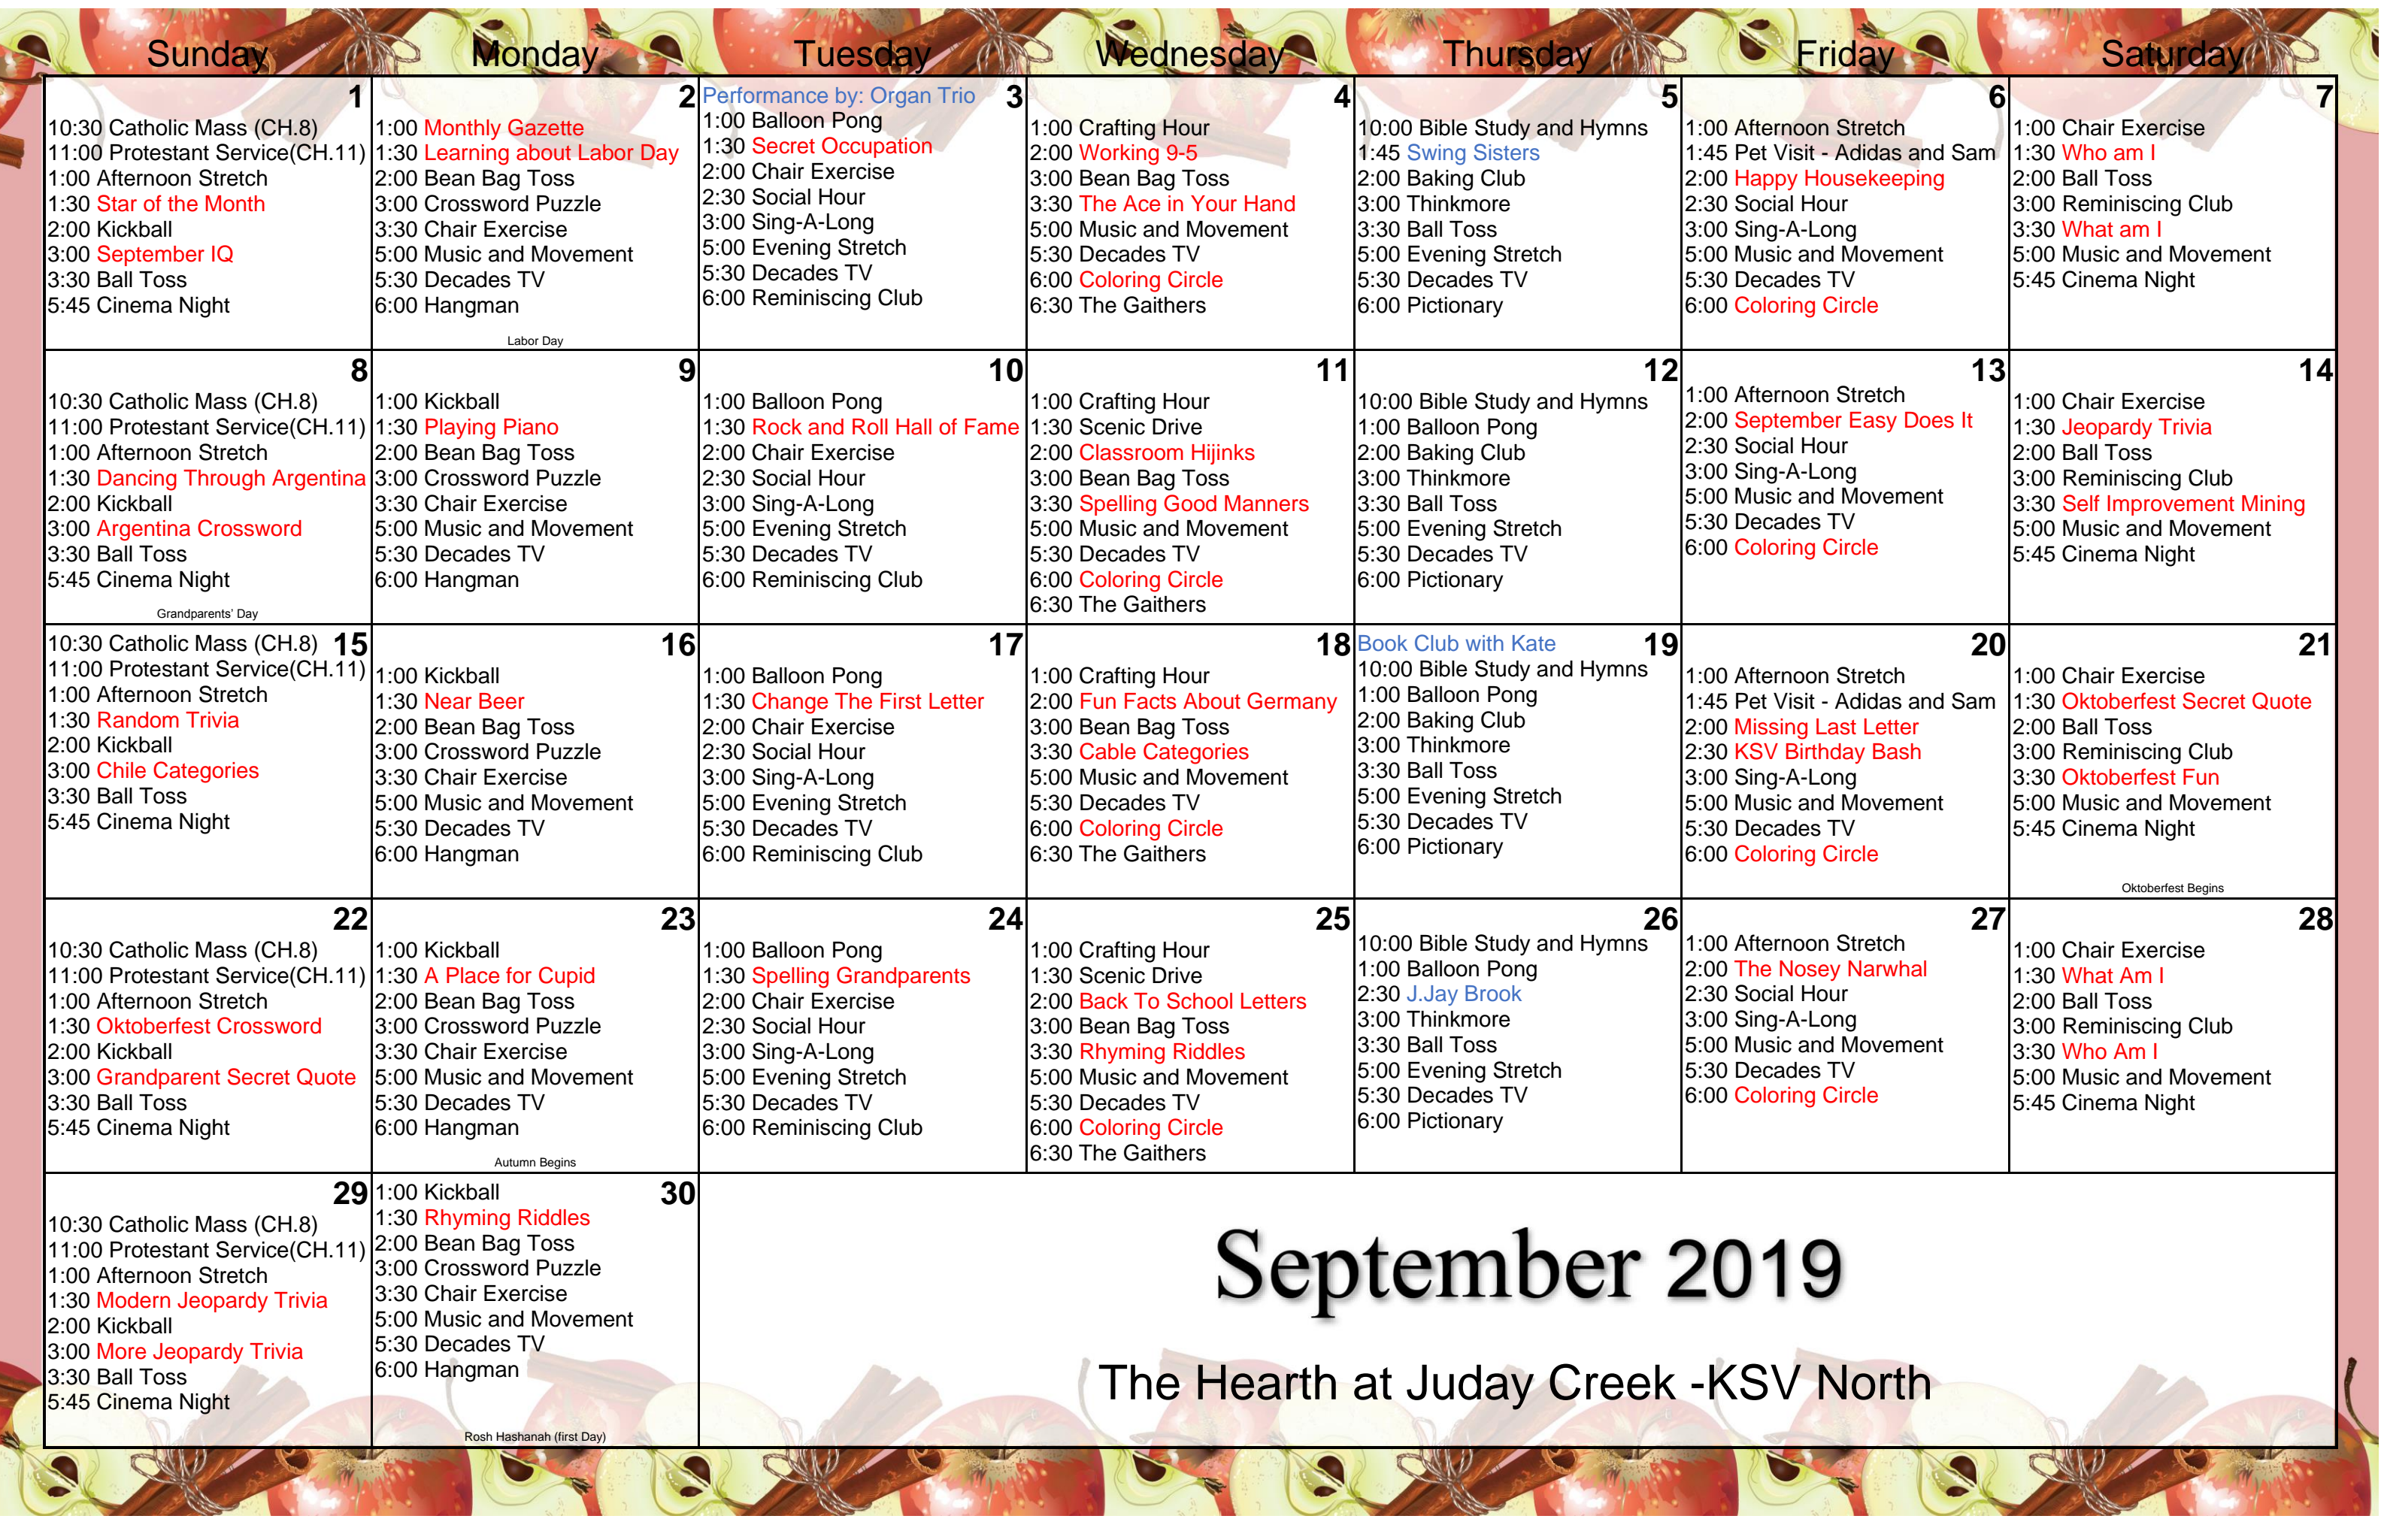 Sunday Monday Tuesday Wednesday Thursday Friday Saturday
1
10:30 Catholic Mass (CH.8)
11:00 Protestant Service(CH.11)
1:00 Afternoon Stretch
1:30 Star of the Month
2:00 Kickball
3:00 September IQ
3:30 Ball Toss
5:45 Cinema Night
2
1:00 Monthly Gazette
1:30 Learning about Labor Day
2:00 Bean Bag Toss
3:00 Crossword Puzzle
3:30 Chair Exercise
5:00 Music and Movement
5:30 Decades TV
6:00 Hangman
Labor Day
Performance by: Organ Trio 3
1:00 Balloon Pong
1:30 Secret Occupation
2:00 Chair Exercise
2:30 Social Hour
3:00 Sing-A-Long
5:00 Evening Stretch
5:30 Decades TV
6:00 Reminiscing Club
4
1:00 Crafting Hour
2:00 Working 9-5
3:00 Bean Bag Toss
3:30 The Ace in Your Hand
5:00 Music and Movement
5:30 Decades TV
6:00 Coloring Circle
6:30 The Gaithers
5
10:00 Bible Study and Hymns
1:45 Swing Sisters
2:00 Baking Club
3:00 Thinkmore
3:30 Ball Toss
5:00 Evening Stretch
5:30 Decades TV
6:00 Pictionary
6
1:00 Afternoon Stretch
1:45 Pet Visit - Adidas and Sam
2:00 Happy Housekeeping
2:30 Social Hour
3:00 Sing-A-Long
5:00 Music and Movement
5:30 Decades TV
6:00 Coloring Circle
7
1:00 Chair Exercise
1:30 Who am I
2:00 Ball Toss
3:00 Reminiscing Club
3:30 What am I
5:00 Music and Movement
5:45 Cinema Night
8
10:30 Catholic Mass (CH.8)
11:00 Protestant Service(CH.11)
1:00 Afternoon Stretch
1:30 Dancing Through Argentina
2:00 Kickball
3:00 Argentina Crossword
3:30 Ball Toss
5:45 Cinema Night
Grandparents' Day
9
1:00 Kickball
1:30 Playing Piano
2:00 Bean Bag Toss
3:00 Crossword Puzzle
3:30 Chair Exercise
5:00 Music and Movement
5:30 Decades TV
6:00 Hangman
10
1:00 Balloon Pong
1:30 Rock and Roll Hall of Fame
2:00 Chair Exercise
2:30 Social Hour
3:00 Sing-A-Long
5:00 Evening Stretch
5:30 Decades TV
6:00 Reminiscing Club
11
1:00 Crafting Hour
1:30 Scenic Drive
2:00 Classroom Hijinks
3:00 Bean Bag Toss
3:30 Spelling Good Manners
5:00 Music and Movement
5:30 Decades TV
6:00 Coloring Circle
6:30 The Gaithers
12
10:00 Bible Study and Hymns
1:00 Balloon Pong
2:00 Baking Club
3:00 Thinkmore
3:30 Ball Toss
5:00 Evening Stretch
5:30 Decades TV
6:00 Pictionary
13
1:00 Afternoon Stretch
2:00 September Easy Does It
2:30 Social Hour
3:00 Sing-A-Long
5:00 Music and Movement
5:30 Decades TV
6:00 Coloring Circle
14
1:00 Chair Exercise
1:30 Jeopardy Trivia
2:00 Ball Toss
3:00 Reminiscing Club
3:30 Self Improvement Mining
5:00 Music and Movement
5:45 Cinema Night
10:30 Catholic Mass (CH.8) 15
11:00 Protestant Service(CH.11)
1:00 Afternoon Stretch
1:30 Random Trivia
2:00 Kickball
3:00 Chile Categories
3:30 Ball Toss
5:45 Cinema Night
16
1:00 Kickball
1:30 Near Beer
2:00 Bean Bag Toss
3:00 Crossword Puzzle
3:30 Chair Exercise
5:00 Music and Movement
5:30 Decades TV
6:00 Hangman
17
1:00 Balloon Pong
1:30 Change The First Letter
2:00 Chair Exercise
2:30 Social Hour
3:00 Sing-A-Long
5:00 Evening Stretch
5:30 Decades TV
6:00 Reminiscing Club
18
1:00 Crafting Hour
2:00 Fun Facts About Germany
3:00 Bean Bag Toss
3:30 Cable Categories
5:00 Music and Movement
5:30 Decades TV
6:00 Coloring Circle
6:30 The Gaithers
Book Club with Kate 19
10:00 Bible Study and Hymns
1:00 Balloon Pong
2:00 Baking Club
3:00 Thinkmore
3:30 Ball Toss
5:00 Evening Stretch
5:30 Decades TV
6:00 Pictionary
20
1:00 Afternoon Stretch
1:45 Pet Visit - Adidas and Sam
2:00 Missing Last Letter
2:30 KSV Birthday Bash
3:00 Sing-A-Long
5:00 Music and Movement
5:30 Decades TV
6:00 Coloring Circle
21
1:00 Chair Exercise
1:30 Oktoberfest Secret Quote
2:00 Ball Toss
3:00 Reminiscing Club
3:30 Oktoberfest Fun
5:00 Music and Movement
5:45 Cinema Night
Oktoberfest Begins
22
10:30 Catholic Mass (CH.8)
11:00 Protestant Service(CH.11)
1:00 Afternoon Stretch
1:30 Oktoberfest Crossword
2:00 Kickball
3:00 Grandparent Secret Quote
3:30 Ball Toss
5:45 Cinema Night
23
1:00 Kickball
1:30 A Place for Cupid
2:00 Bean Bag Toss
3:00 Crossword Puzzle
3:30 Chair Exercise
5:00 Music and Movement
5:30 Decades TV
6:00 Hangman
Autumn Begins
24
1:00 Balloon Pong
1:30 Spelling Grandparents
2:00 Chair Exercise
2:30 Social Hour
3:00 Sing-A-Long
5:00 Evening Stretch
5:30 Decades TV
6:00 Reminiscing Club
25
1:00 Crafting Hour
1:30 Scenic Drive
2:00 Back To School Letters
3:00 Bean Bag Toss
3:30 Rhyming Riddles
5:00 Music and Movement
5:30 Decades TV
6:00 Coloring Circle
6:30 The Gaithers
26
10:00 Bible Study and Hymns
1:00 Balloon Pong
2:30 J.Jay Brook
3:00 Thinkmore
3:30 Ball Toss
5:00 Evening Stretch
5:30 Decades TV
6:00 Pictionary
27
1:00 Afternoon Stretch
2:00 The Nosey Narwhal
2:30 Social Hour
3:00 Sing-A-Long
5:00 Music and Movement
5:30 Decades TV
6:00 Coloring Circle
28
1:00 Chair Exercise
1:30 What Am I
2:00 Ball Toss
3:00 Reminiscing Club
3:30 Who Am I
5:00 Music and Movement
5:45 Cinema Night
29
10:30 Catholic Mass (CH.8)
11:00 Protestant Service(CH.11)
1:00 Afternoon Stretch
1:30 Modern Jeopardy Trivia
2:00 Kickball
3:00 More Jeopardy Trivia
3:30 Ball Toss
5:45 Cinema Night
1:00 Kickball 30
1:30 Rhyming Riddles
2:00 Bean Bag Toss
3:00 Crossword Puzzle
3:30 Chair Exercise
5:00 Music and Movement
5:30 Decades TV
6:00 Hangman
Rosh Hashanah (first Day)
September 2019
The Hearth at Juday Creek -KSV North